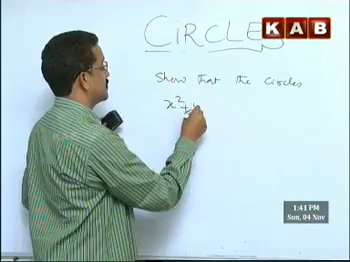 CiRCLES
KAB
Show that the circles
x²+y
1:41 PM
Sun, 04 Nov